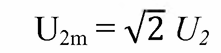 U₂ₘ = √2 U₂